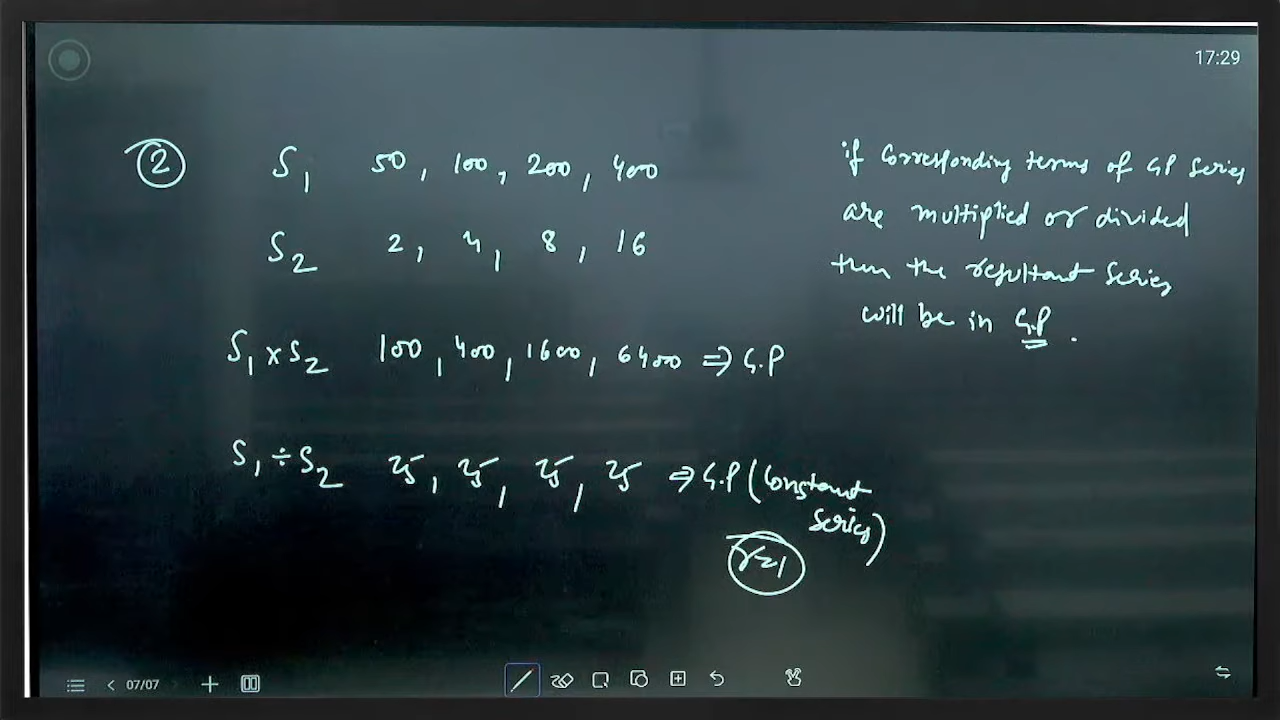 17:29
2
S₁ 50, 100, 200, 400
S₂ 2, 4, 8, 16
S₁ × S₂ 100, 400, 1600, 6400 ⇒ G.P
S₁ ÷ S₂ 25, 25, 25, 25 ⇒ G.P (Constant
Series)
r=1
if Corresponding terms of GP Series
are multiplied or divided
then the resultant Series
will be in G.P.
07/07